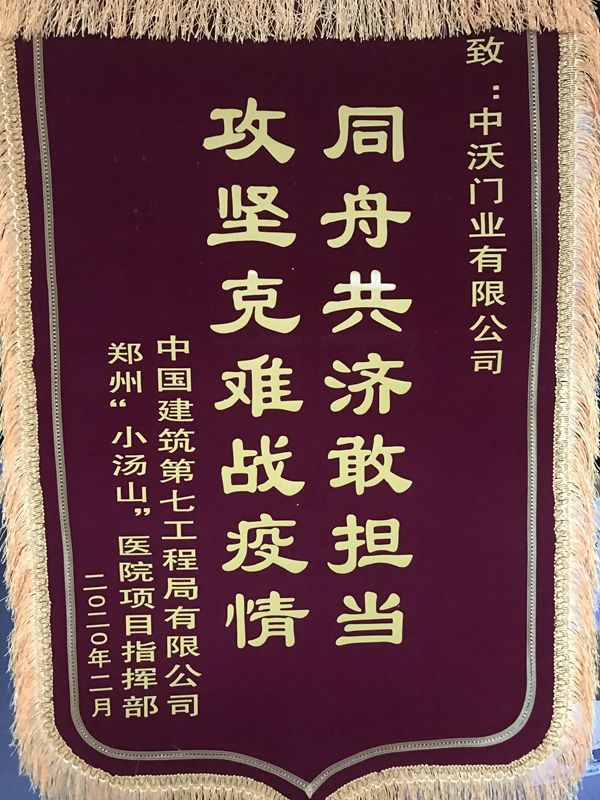 致：中沃门业有限公司
同舟共济敢担当
攻坚克难战疫情
中国建筑第七工程局有限公司
郑州“小汤山”医院项目指挥部
二〇二〇年二月